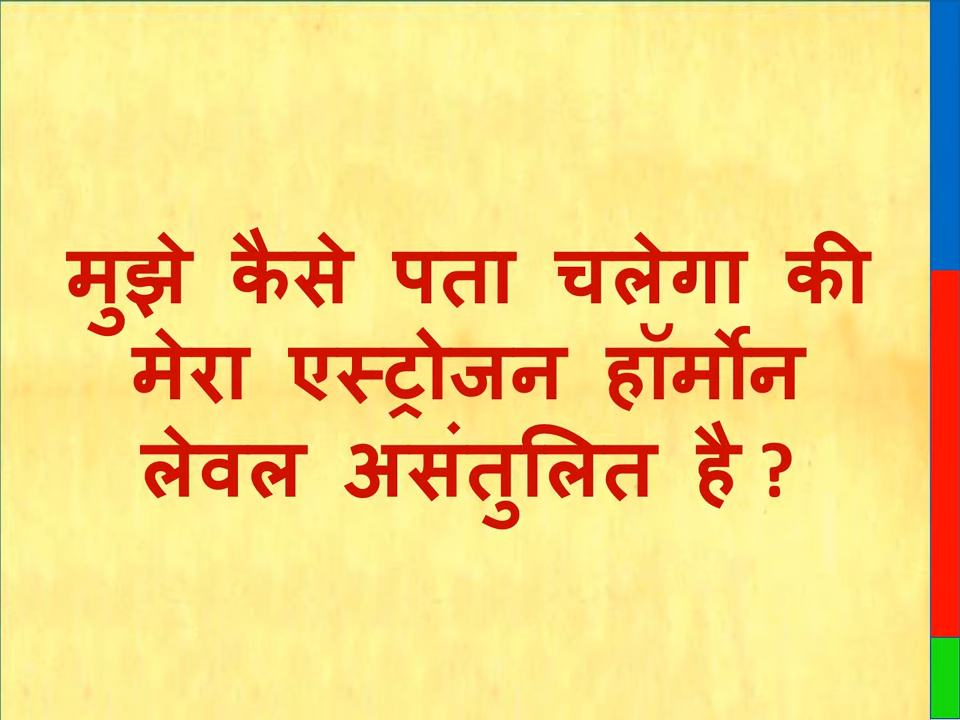 मुझे कैसे पता चलेगा की
मेरा एस्ट्रोजन हॉर्मोन
लेवल असंतुलित है ?